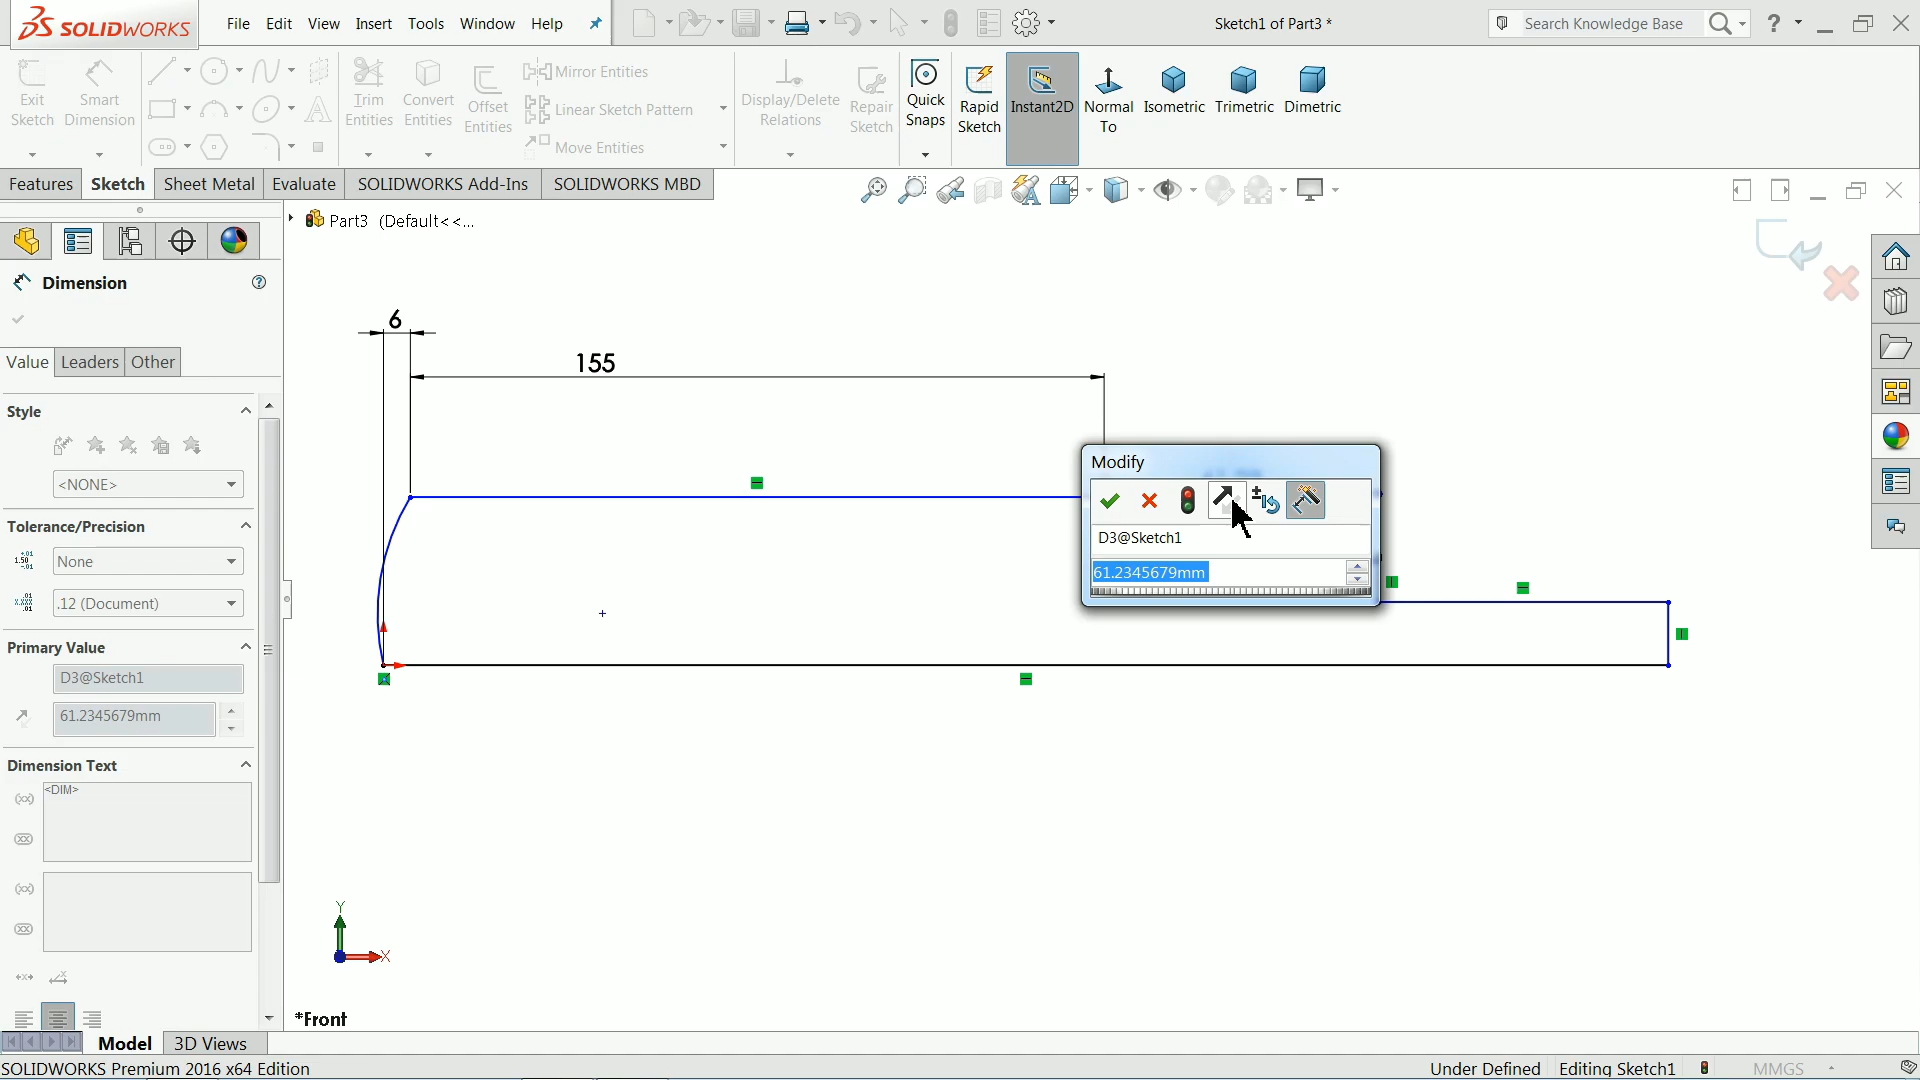 SOLIDWORKS File Edit View Insert Tools Window Help Sketch1 of Part3 * Search Knowledge Base ?
Exit Sketch
Smart Dimension
Trim Entities
Convert Entities
Offset Entities
Mirror Entities
Linear Sketch Pattern
Move Entities
Display/Delete Relations
Repair Sketch
Quick Snaps
Rapid Sketch
Instant2D
Normal To
Isometric
Trimetric
Dimetric
Features Sketch Sheet Metal Evaluate SOLIDWORKS Add-Ins SOLIDWORKS MBD
Part3 (Default<<...
Dimension
Value Leaders Other
Style
<NONE>
Tolerance/Precision
None
.12 (Document)
Primary Value
D3@Sketch1
61.2345679mm
Dimension Text
<DIM>
6
155
Modify
D3@Sketch1
61.2345679mm
Y
X
*Front
Model 3D Views
SOLIDWORKS Premium 2016 x64 Edition Under Defined Editing Sketch1 MMGS